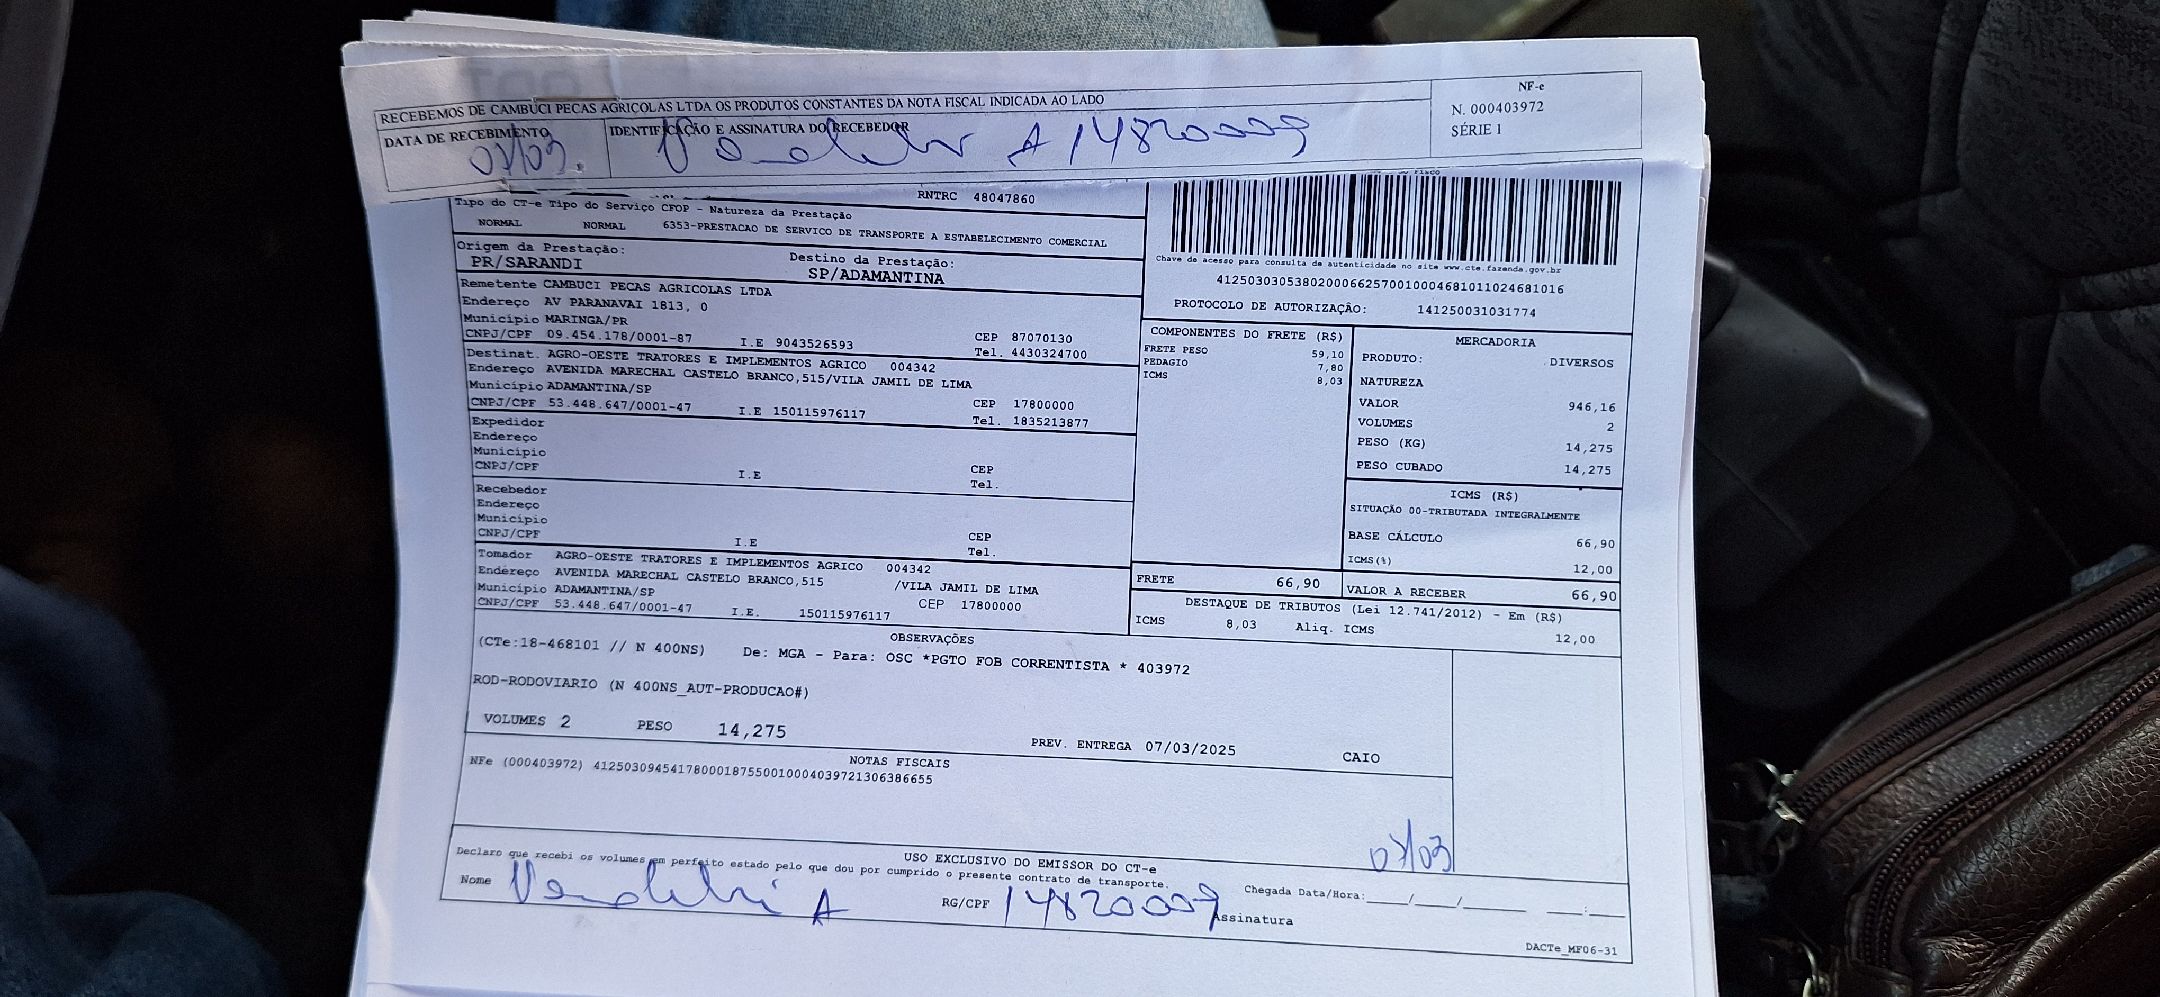 RECEBEMOS DE CAMBUCI PECAS AGRICOLAS LTDA OS PRODUTOS CONSTANTES DA NOTA FISCAL INDICADA AO LADO
NF-e
N. 000403972
SÉRIE 1
DATA DE RECEBIMENTO
07/03.
IDENTIFICAÇÃO E ASSINATURA DO RECEBEDOR
A 14820009
RNTRC 48047860
Tipo do CT-e Tipo do Serviço CFOP - Natureza da Prestação
NORMAL NORMAL 6353-PRESTACAO DE SERVICO DE TRANSPORTE A ESTABELECIMENTO COMERCIAL
Origem da Prestação:
PR/SARANDI
Destino da Prestação:
SP/ADAMANTINA
FISCO
Chave de acesso para consulta de autenticidade no site www.cte.fazenda.gov.br
41250303053802000662570010004681011024681016
PROTOCOLO DE AUTORIZAÇÃO: 141250031031774
Remetente CAMBUCI PECAS AGRICOLAS LTDA
Endereço AV PARANAVAI 1813, 0
Município MARINGA/PR
CEP 87070130
CNPJ/CPF 09.454.178/0001-87 I.E 9043526593 Tel. 4430324700
Destinat. AGRO-OESTE TRATORES E IMPLEMENTOS AGRICO 004342
Endereço AVENIDA MARECHAL CASTELO BRANCO,515/VILA JAMIL DE LIMA
Município ADAMANTINA/SP CEP 17800000
CNPJ/CPF 53.448.647/0001-47 I.E 150115976117 Tel. 1835213877
Expedidor
Endereço
Município
CNPJ/CPF I.E CEP
Tel.
Recebedor
Endereço
Município
CNPJ/CPF I.E CEP
Tel.
Tomador AGRO-OESTE TRATORES E IMPLEMENTOS AGRICO 004342
Endereço AVENIDA MARECHAL CASTELO BRANCO,515 /VILA JAMIL DE LIMA
Município ADAMANTINA/SP CEP 17800000
CNPJ/CPF 53.448.647/0001-47 I.E. 150115976117
COMPONENTES DO FRETE (R$)
FRETE PESO 59,10
PEDAGIO 7,80
ICMS 8,03
FRETE 66,90
MERCADORIA
PRODUTO: DIVERSOS
NATUREZA
VALOR 946,16
VOLUMES 2
PESO (KG) 14,275
PESO CUBADO 14,275
ICMS (R$)
SITUAÇÃO 00-TRIBUTADA INTEGRALMENTE
BASE CÁLCULO 66,90
ICMS(%) 12,00
VALOR A RECEBER 66,90
DESTAQUE DE TRIBUTOS (Lei 12.741/2012) - Em (R$)
ICMS 8,03 Aliq. ICMS 12,00
OBSERVAÇÕES
(CTe:18-468101 // N 400NS) De: MGA - Para: OSC *PGTO FOB CORRENTISTA * 403972
ROD-RODOVIARIO (N 400NS_AUT-PRODUCAO#)
VOLUMES 2 PESO 14,275
PREV. ENTREGA 07/03/2025 CAIO
NOTAS FISCAIS
NFe (000403972) 41250309454178000187550010004039721306386655
07/03
USO EXCLUSIVO DO EMISSOR DO CT-e
Declaro que recebi os volumes em perfeito estado pelo que dou por cumprido o presente contrato de transporte.
Chegada Data/Hora:____/____/______ ___:___
Nome A RG/CPF 14820009 Assinatura
DACTe_MF06-31